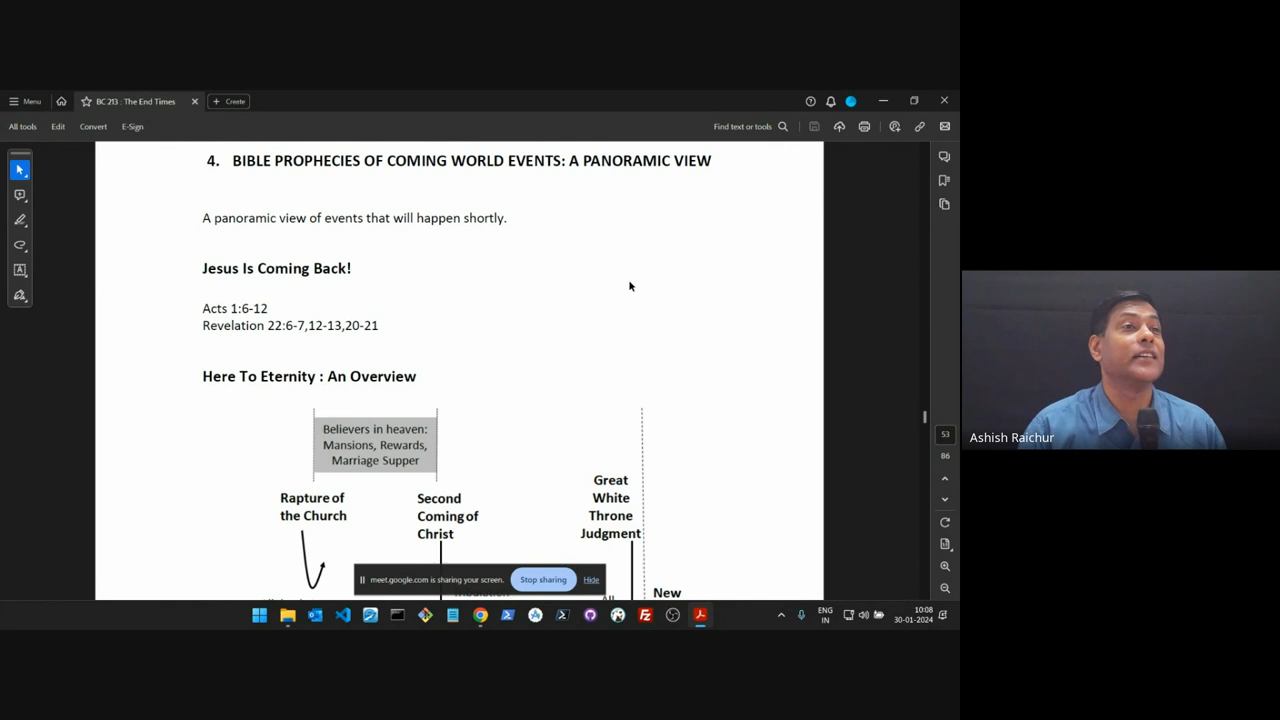 Menu
BC 213 : The End Times
Create
All tools
Edit
Convert
E-Sign
Find text or tools
4. BIBLE PROPHECIES OF COMING WORLD EVENTS: A PANORAMIC VIEW
A panoramic view of events that will happen shortly.
Jesus Is Coming Back!
Acts 1:6-12
Revelation 22:6-7,12-13,20-21
Here To Eternity : An Overview
Believers in heaven:
Mansions, Rewards,
Marriage Supper
Rapture of
the Church
Second
Coming of
Christ
Great
White
Throne
Judgment
New
All
meet.google.com is sharing your screen.
Stop sharing
Hide
53
86
Ashish Raichur
ENG
IN
10:08
30-01-2024